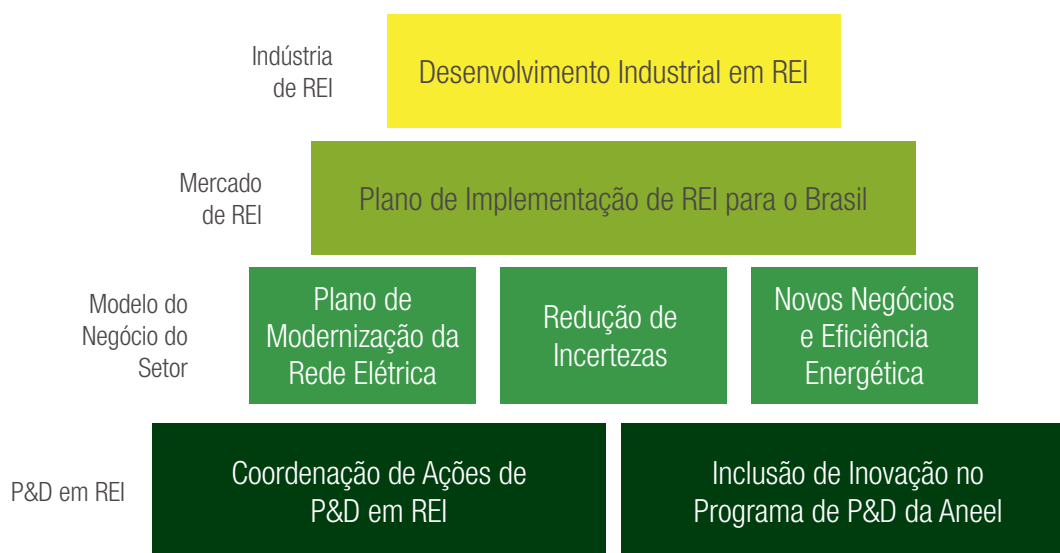 Indústria
de REI
Desenvolvimento Industrial em REI
Mercado
de REI
Plano de Implementação de REI para o Brasil
Modelo do
Negócio do
Setor
Plano de
Modernização da
Rede Elétrica
Redução de
Incertezas
Novos Negócios
e Eficiência
Energética
P&D em REI
Coordenação de Ações de
P&D em REI
Inclusão de Inovação no
Programa de P&D da Aneel